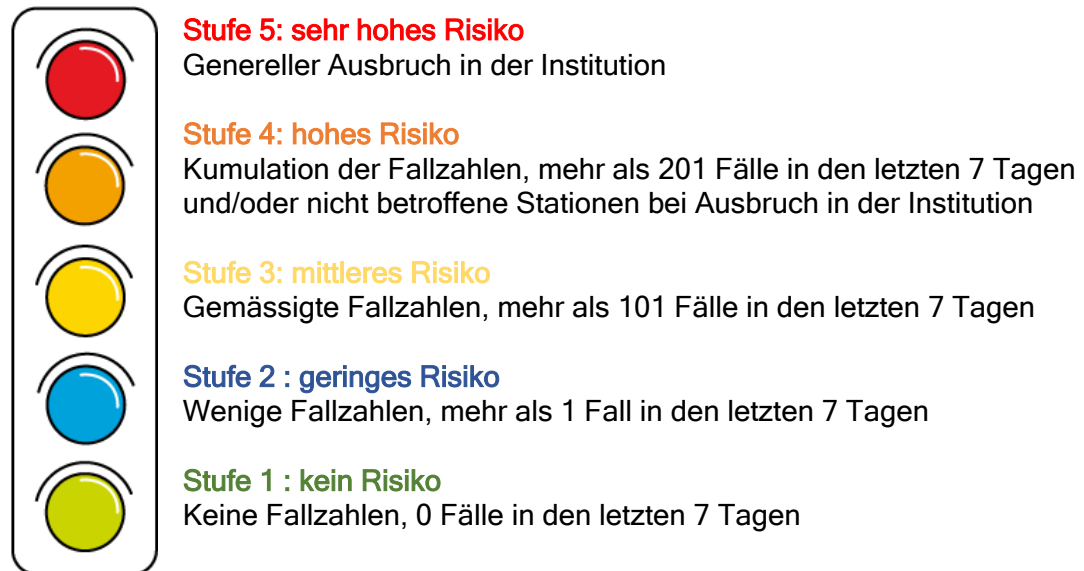 Stufe 5: sehr hohes Risiko
Genereller Ausbruch in der Institution
Stufe 4: hohes Risiko
Kumulation der Fallzahlen, mehr als 201 Fälle in den letzten 7 Tagen
und/oder nicht betroffene Stationen bei Ausbruch in der Institution
Stufe 3: mittleres Risiko
Gemässigte Fallzahlen, mehr als 101 Fälle in den letzten 7 Tagen
Stufe 2 : geringes Risiko
Wenige Fallzahlen, mehr als 1 Fall in den letzten 7 Tagen
Stufe 1 : kein Risiko
Keine Fallzahlen, 0 Fälle in den letzten 7 Tagen